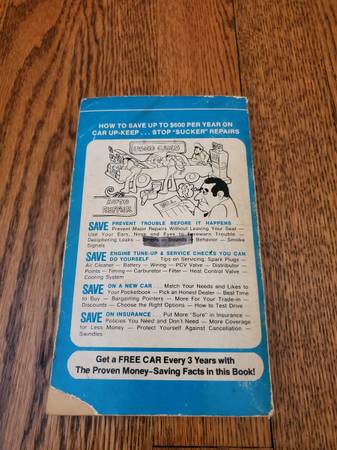 HOW TO SAVE UP TO $600 PER YEAR ON
CAR UP-KEEP . . . STOP "SUCKER" REPAIRS
USED CARS
AUTO
SAVE PREVENT TROUBLE BEFORE IT HAPPENS
Prevent Major Repairs Without Leaving Your Seat —
Use Your Ears, Nose and Eyes to Forewarn Trouble —
Deciphering Leaks — Smells — Sounds — Behavior — Smoke
Signals
SAVE ENGINE TUNE-UP & SERVICE CHECKS YOU CAN
DO YOURSELF Tips on Servicing, Spark Plugs —
Air Cleaner — Battery — Wiring — PCV Valve — Coil —
Points — Timing — Carburetor — Filter — Heat Control Valve —
Cooling System
SAVE ON A NEW CAR . . . Match Your Needs and Likes to
Your Pocketbook — Pick an Honest Dealer — Best Time
to Buy — Bargaining Pointers — More For Your Trade-in —
Discounts — Choose the Right Options — How to Test Drive
SAVE ON INSURANCE . . . Put More "Sure" in Insurance —
Policies You Need and Don't Need — More Coverage
for Less Money — Protect Yourself Against Cancellation
Swindles
Get a FREE CAR Every 3 Years with
The Proven Money-Saving Facts in this Book!